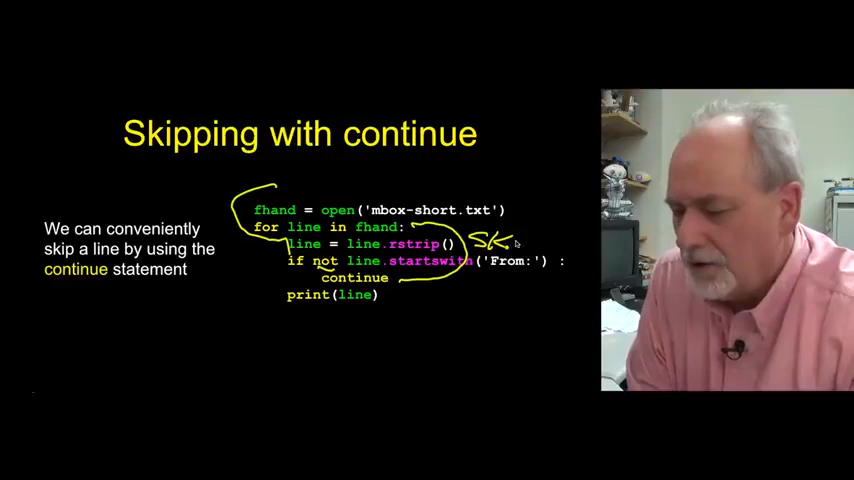 Skipping with continue
We can conveniently
skip a line by using the
continue statement
fhand = open('mbox-short.txt')
for line in fhand:
    line = line.rstrip()
    if not line.startswith('From:') :
        continue
    print(line)
SK